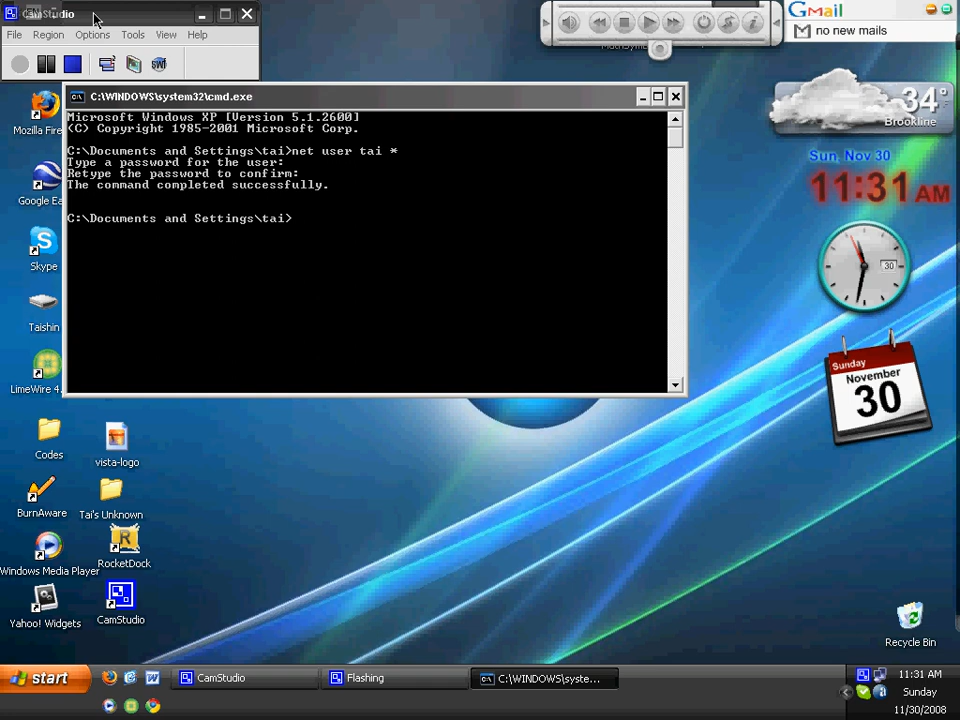 CamStudio
File Region Options Tools View Help
Gmail
no new mails
34°
Brookline
Sun, Nov 30
11:31 AM
30
Sunday
November
30
C:\WINDOWS\system32\cmd.exe
Microsoft Windows XP [Version 5.1.2600]
(C) Copyright 1985-2001 Microsoft Corp.
C:\Documents and Settings\tai>net user tai *
Type a password for the user:
Retype the password to confirm:
The command completed successfully.
C:\Documents and Settings\tai>
Mozilla Fire
Google Ea
Skype
Taishin
LimeWire 4.
Codes
vista-logo
BurnAware
Tai's Unknown
Windows Media Player
RocketDock
Yahoo! Widgets
CamStudio
Recycle Bin
start
CamStudio
Flashing
C:\WINDOWS\syste...
11:31 AM
Sunday
11/30/2008